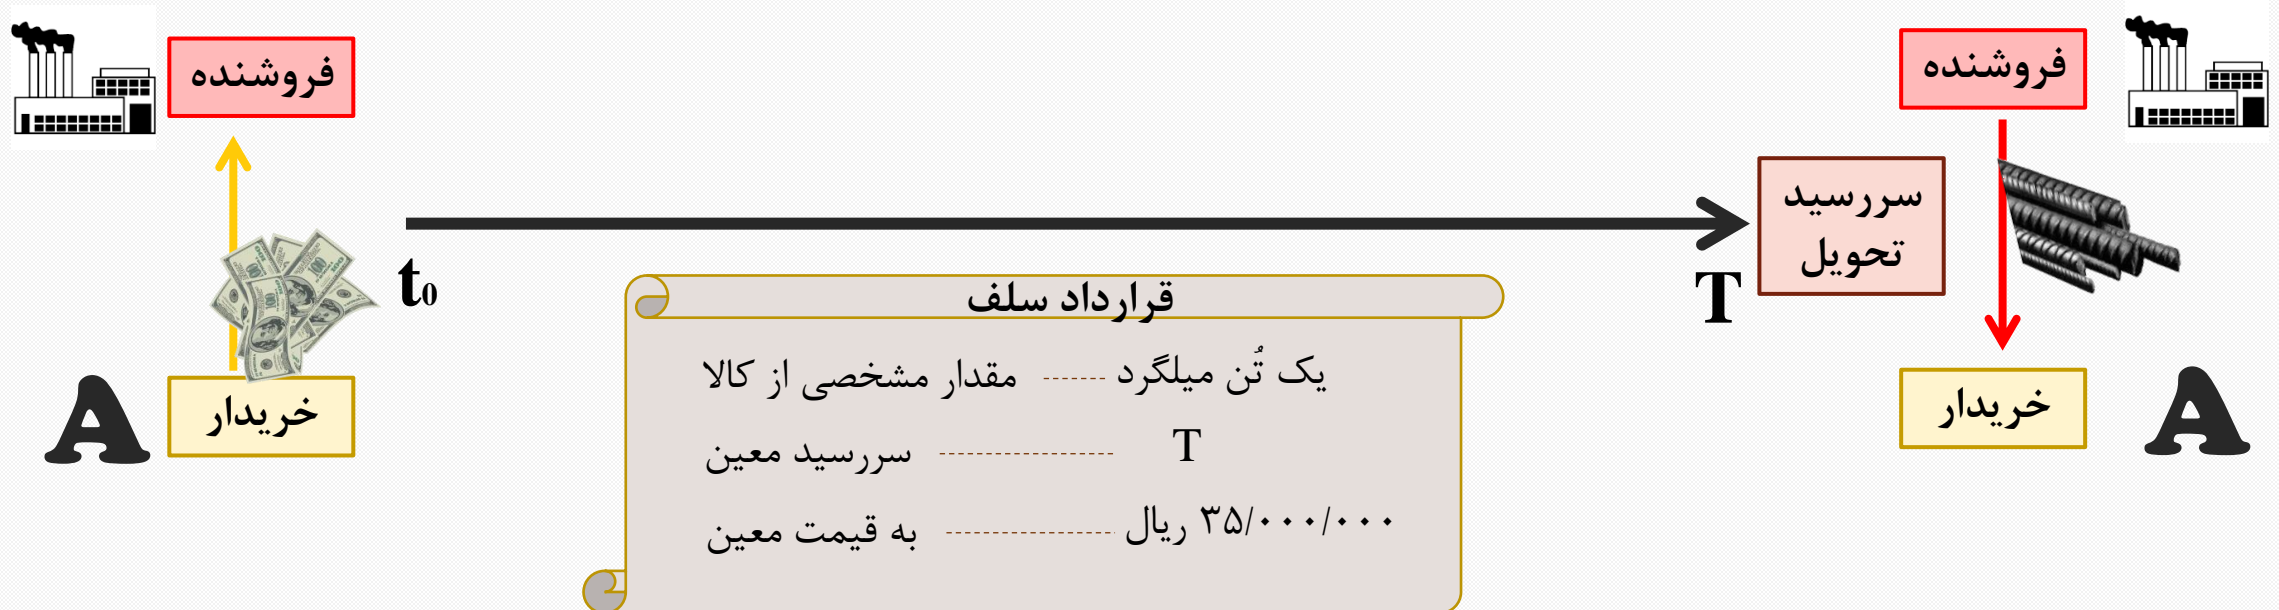 فروشنده
خریدار
A
t0
قرارداد سلف
یک تُن میلگرد ------- مقدار مشخصی از کالا
T ------------------- سررسید معین
۳۵/۰۰۰/۰۰۰ ریال ------------------ به قیمت معین
T
سررسید
تحویل
فروشنده
خریدار
A